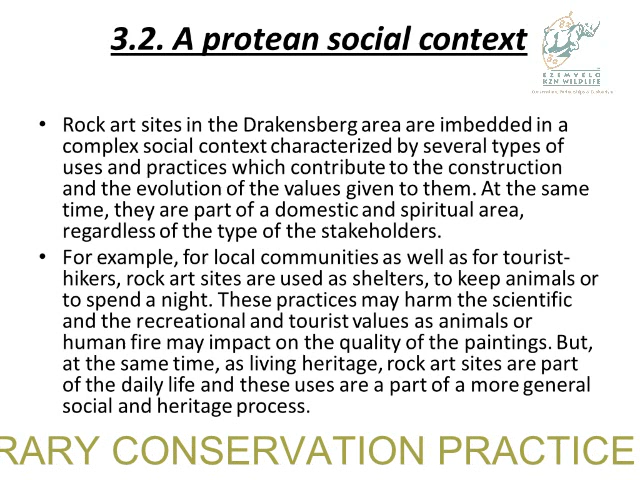 3.2. A protean social context
EZEMVELO
KZN WILDLIFE
• Rock art sites in the Drakensberg area are imbedded in a
complex social context characterized by several types of
uses and practices which contribute to the construction
and the evolution of the values given to them. At the same
time, they are part of a domestic and spiritual area,
regardless of the type of the stakeholders.
• For example, for local communities as well as for tourist-
hikers, rock art sites are used as shelters, to keep animals or
to spend a night. These practices may harm the scientific
and the recreational and tourist values as animals or
human fire may impact on the quality of the paintings. But,
at the same time, as living heritage, rock art sites are part
of the daily life and these uses are a part of a more general
social and heritage process.
RARY CONSERVATION PRACTICE